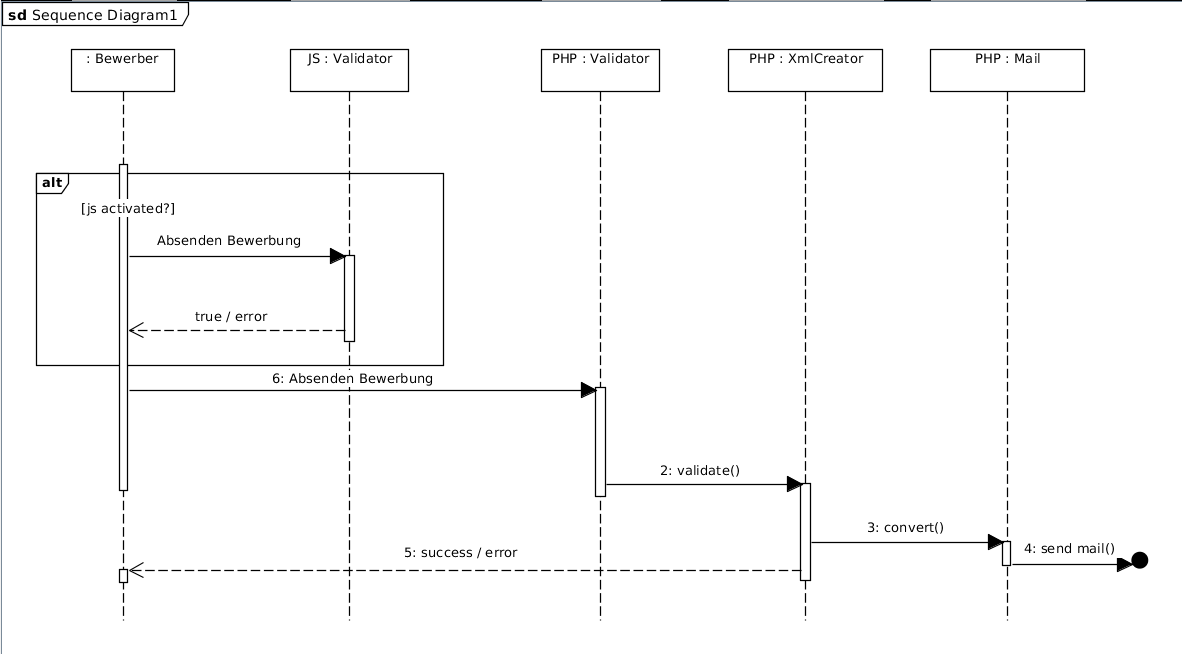 sd Sequence Diagram1
: Bewerber
JS : Validator
PHP : Validator
PHP : XmlCreator
PHP : Mail
alt
[js activated?]
Absenden Bewerbung
true / error
6: Absenden Bewerbung
2: validate()
3: convert()
4: send mail()
5: success / error